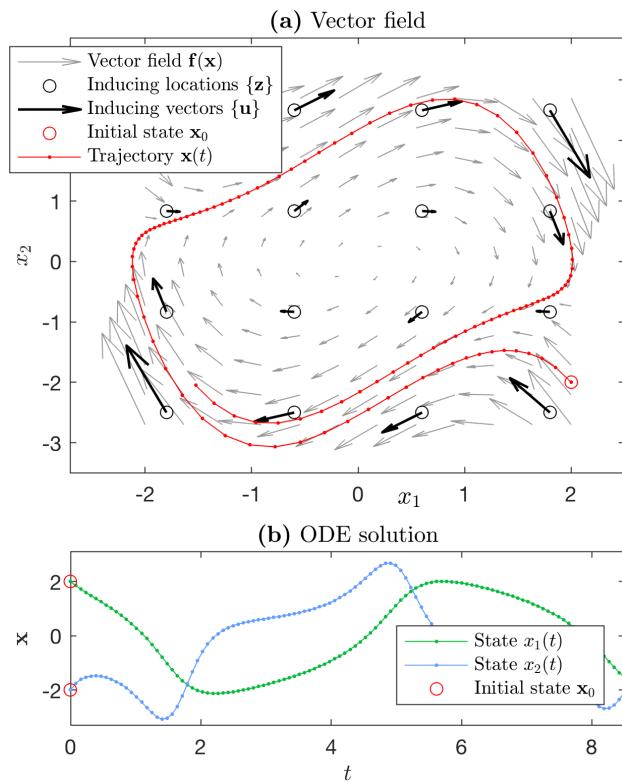 (a) Vector field
Vector field f(x)
Inducing locations {z}
Inducing vectors {u}
Initial state x₀
Trajectory x(t)
1
0
-1
-2
-3
x₂
-2
-1
0
1
2
x₁
(b) ODE solution
2
0
-2
x
State x₁(t)
State x₂(t)
Initial state x₀
0
2
4
6
8
t